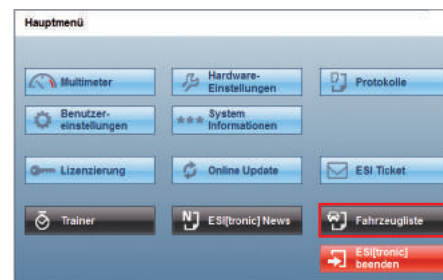 Hauptmenü
Multimeter
Hardware-
Einstellungen
Protokolle
Benutzer-
einstellungen
System
Informationen
Lizenzierung
Online Update
ESI Ticket
Trainer
ESI[tronic] News
Fahrzeugliste
ESI[tronic]
beenden